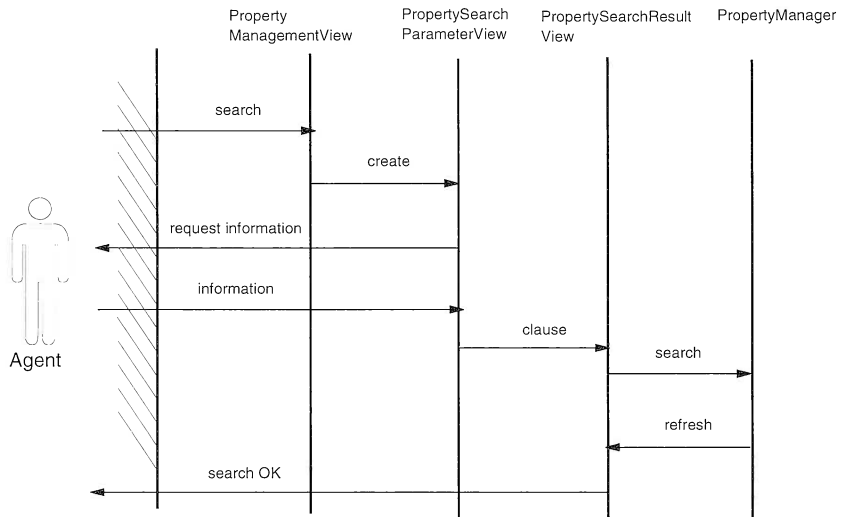 Property
ManagementView
PropertySearch
ParameterView
PropertySearchResult
View
PropertyManager
search
create
request information
information
clause
search
refresh
search OK
Agent